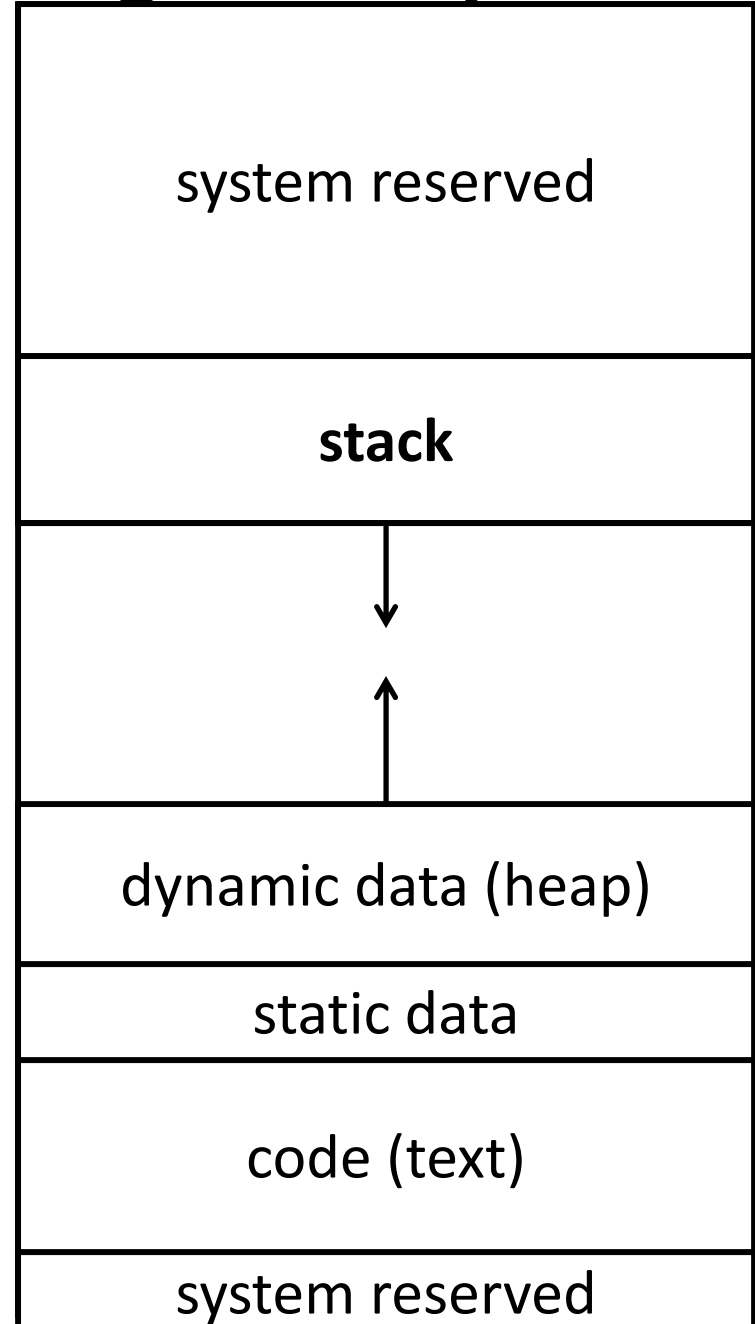 system reserved
stack
dynamic data (heap)
static data
code (text)
system reserved